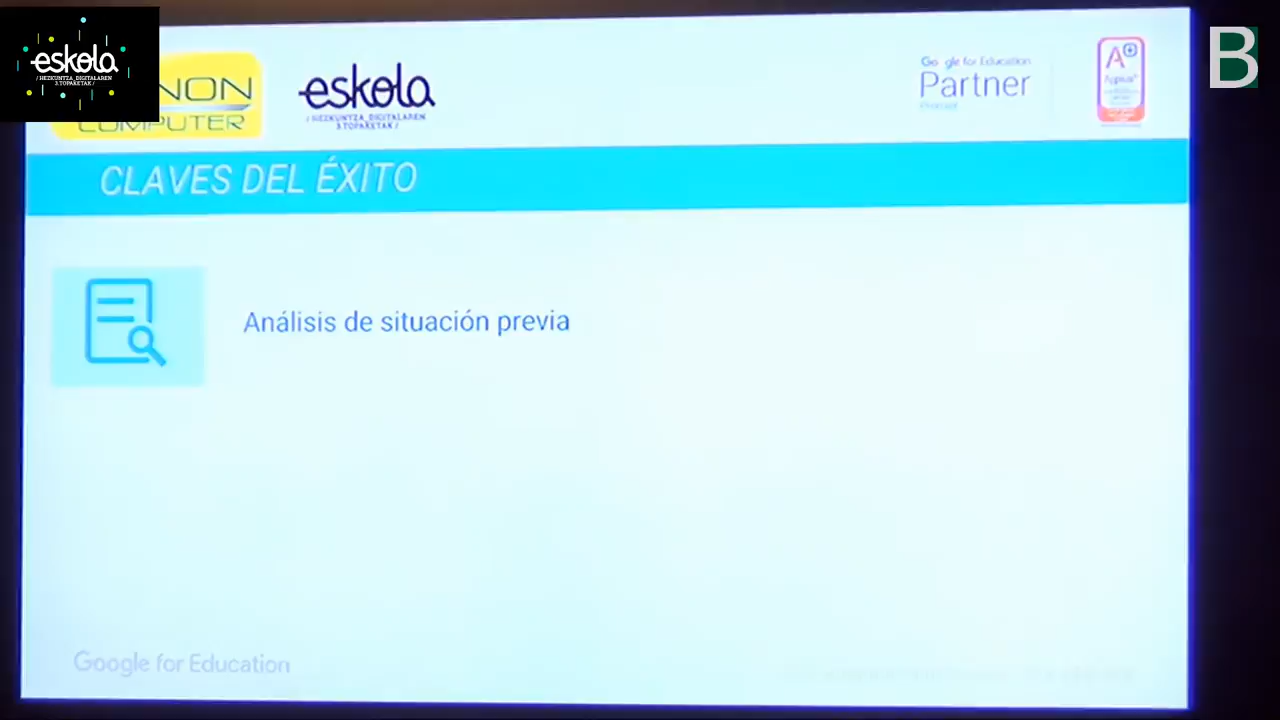 eskola
/ HEZKUNTZA_DIGITALAREN
3.TOPAKETAK /
NON
COMPUTER
eskola
/ HEZKUNTZA_DIGITALAREN
3.TOPAKETAK /
Google for Education
Partner
A+
B
CLAVES DEL ÉXITO
Análisis de situación previa
Google for Education